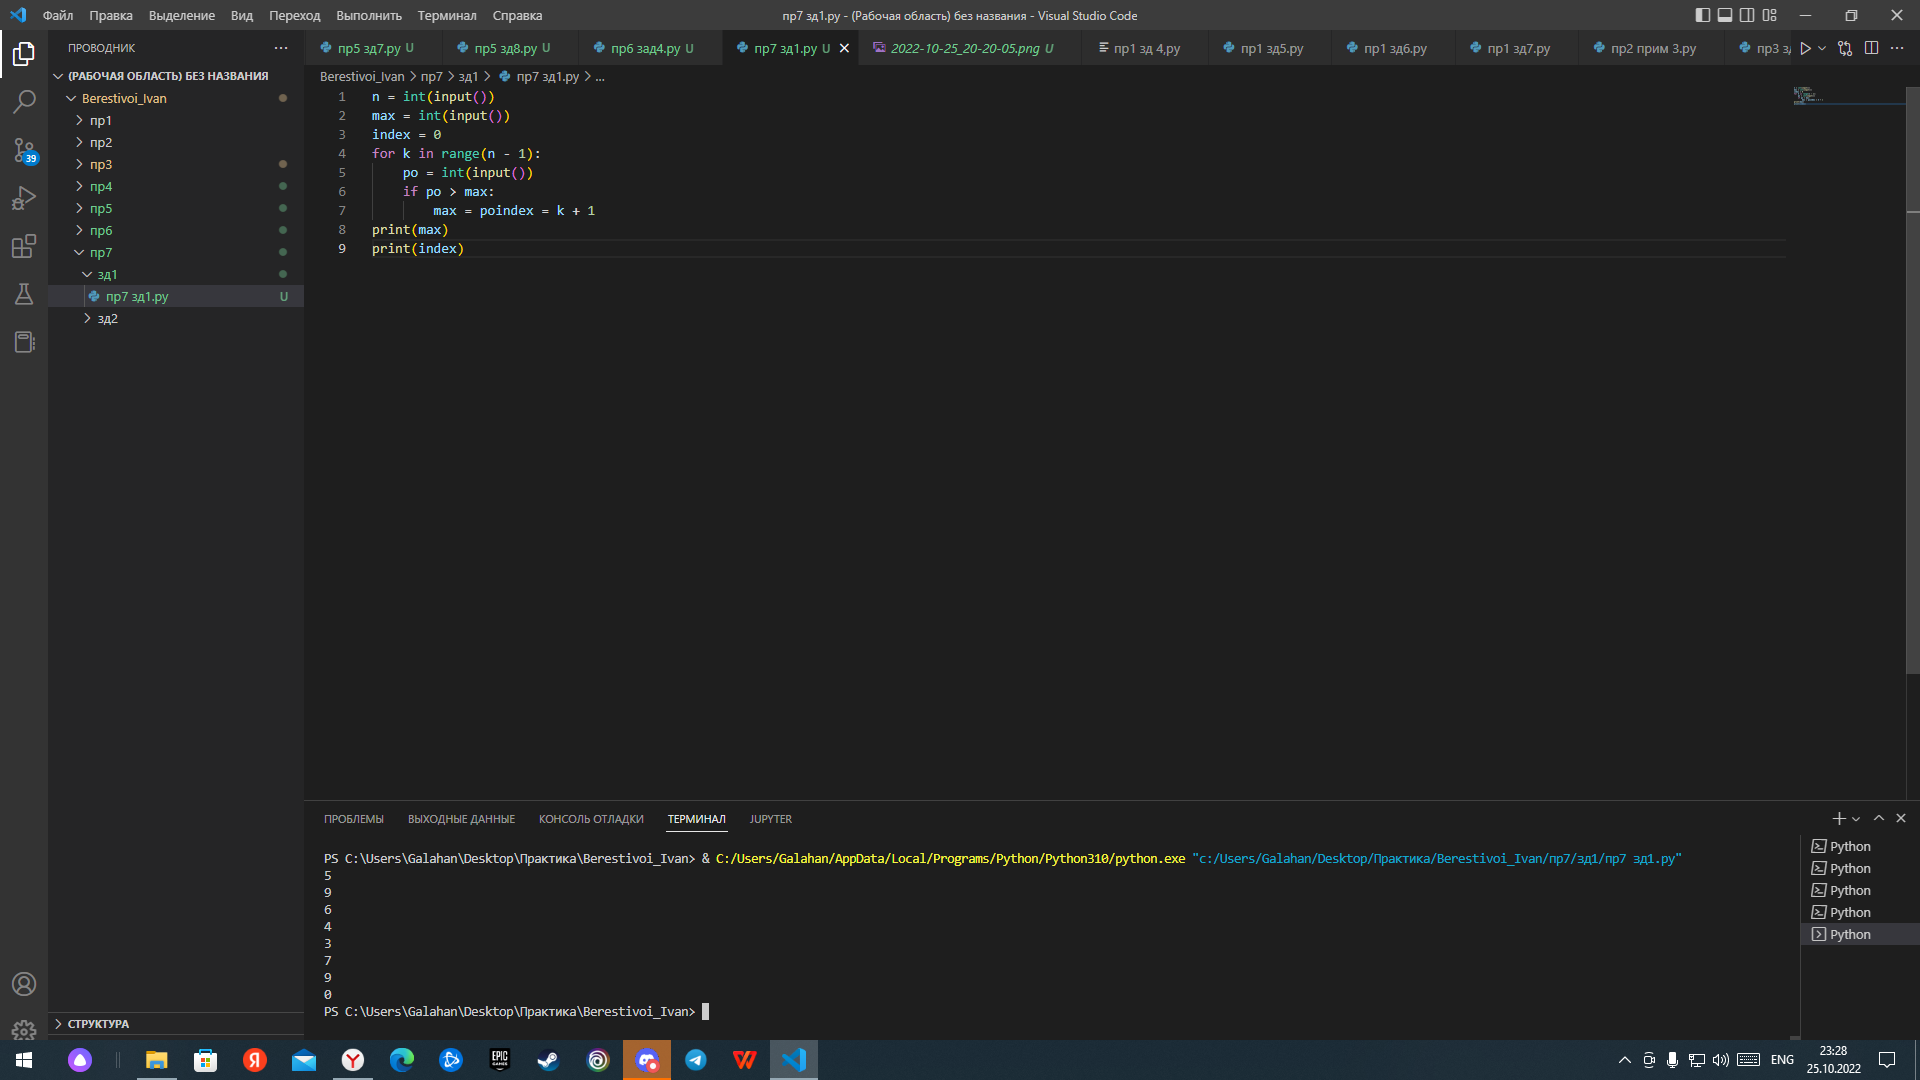 Файл Правка Выделение Вид Переход Выполнить Терминал Справка
пр7 зд1.py - (Рабочая область) без названия - Visual Studio Code
ПРОВОДНИК
пр5 зд7.py U
пр5 зд8.py U
пр6 зад4.py U
пр7 зд1.py U
2022-10-25_20-20-05.png U
пр1 зд 4,py
пр1 зд5.py
пр1 зд6.py
пр1 зд7.py
пр2 прим 3.py
пр3 зд
(РАБОЧАЯ ОБЛАСТЬ) БЕЗ НАЗВАНИЯ
Berestivoi_Ivan
пр1
пр2
39
пр3
пр4
пр5
пр6
пр7
зд1
пр7 зд1.py U
зд2
СТРУКТУРА
Berestivoi_Ivan > пр7 > зд1 > пр7 зд1.py > ...
1 n = int(input())
2 max = int(input())
3 index = 0
4 for k in range(n - 1):
5 po = int(input())
6 if po > max:
7 max = poindex = k + 1
8 print(max)
9 print(index)
ПРОБЛЕМЫ ВЫХОДНЫЕ ДАННЫЕ КОНСОЛЬ ОТЛАДКИ ТЕРМИНАЛ JUPYTER
PS C:\Users\Galahan\Desktop\Практика\Berestivoi_Ivan> & C:/Users/Galahan/AppData/Local/Programs/Python/Python310/python.exe "c:/Users/Galahan/Desktop/Практика/Berestivoi_Ivan/пр7/зд1/пр7 зд1.py"
5
9
6
4
3
7
9
0
PS C:\Users\Galahan\Desktop\Практика\Berestivoi_Ivan>
Python
Python
Python
Python
Python
EPIC GAMES
ENG
23:28
25.10.2022